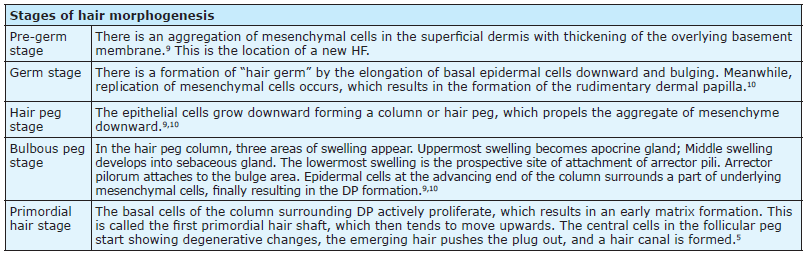 Stages of hair morphogenesis
Pre-germ stage
There is an aggregation of mesenchymal cells in the superficial dermis with thickening of the overlying basement
membrane.⁹ This is the location of a new HF.
Germ stage
There is a formation of “hair germ” by the elongation of basal epidermal cells downward and bulging. Meanwhile,
replication of mesenchymal cells occurs, which results in the formation of the rudimentary dermal papilla.¹⁰
Hair peg
stage
The epithelial cells grow downward forming a column or hair peg, which propels the aggregate of mesenchyme
downward.⁹,¹⁰
Bulbous peg
stage
In the hair peg column, three areas of swelling appear. Uppermost swelling becomes apocrine gland; Middle swelling
develops into sebaceous gland. The lowermost swelling is the prospective site of attachment of arrector pili. Arrector
pilorum attaches to the bulge area. Epidermal cells at the advancing end of the column surrounds a part of underlying
mesenchymal cells, finally resulting in the DP formation.⁹,¹⁰
Primordial
hair stage
The basal cells of the column surrounding DP actively proliferate, which results in an early matrix formation. This
is called the first primordial hair shaft, which then tends to move upwards. The central cells in the follicular peg
start showing degenerative changes, the emerging hair pushes the plug out, and a hair canal is formed.⁵